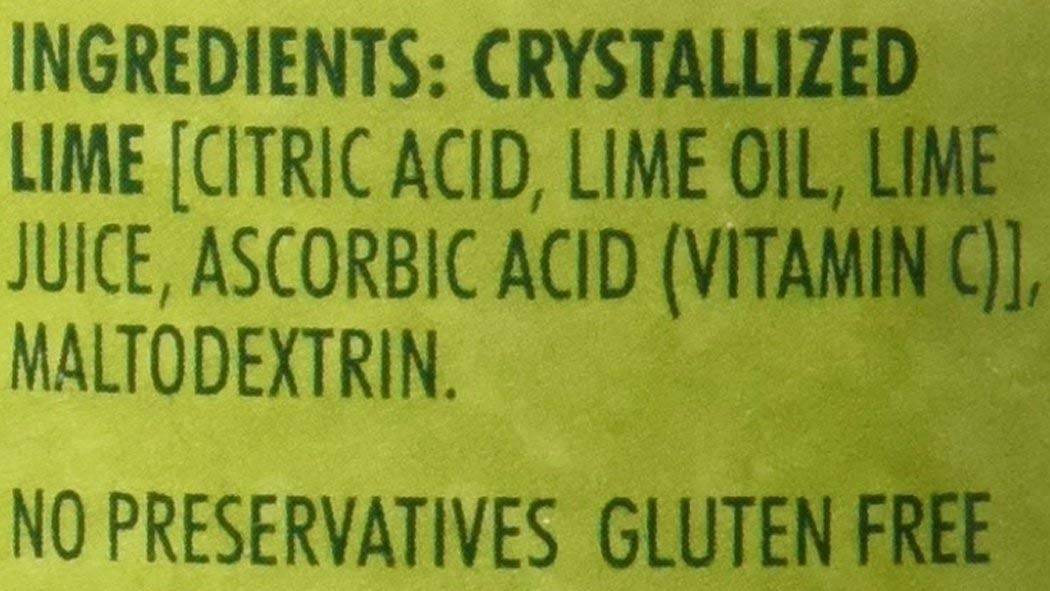 INGREDIENTS: CRYSTALLIZED
LIME [CITRIC ACID, LIME OIL, LIME
JUICE, ASCORBIC ACID (VITAMIN C)],
MALTODEXTRIN.
NO PRESERVATIVES GLUTEN FREE